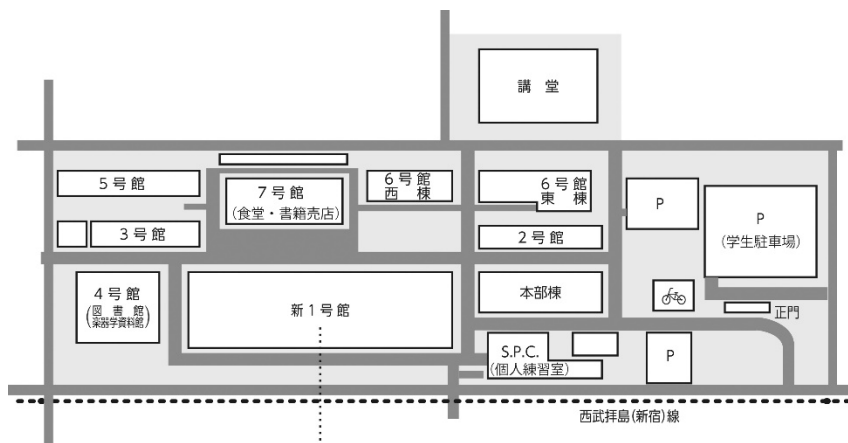 講堂
5号館
7号館
(食堂・書籍売店)
6号館
西棟
6号館
東棟
P
P
(学生駐車場)
3号館
2号館
4号館
(図書館
楽器学資料館)
新1号館
本部棟
正門
S.P.C.
(個人練習室)
P
西武拝島(新宿)線